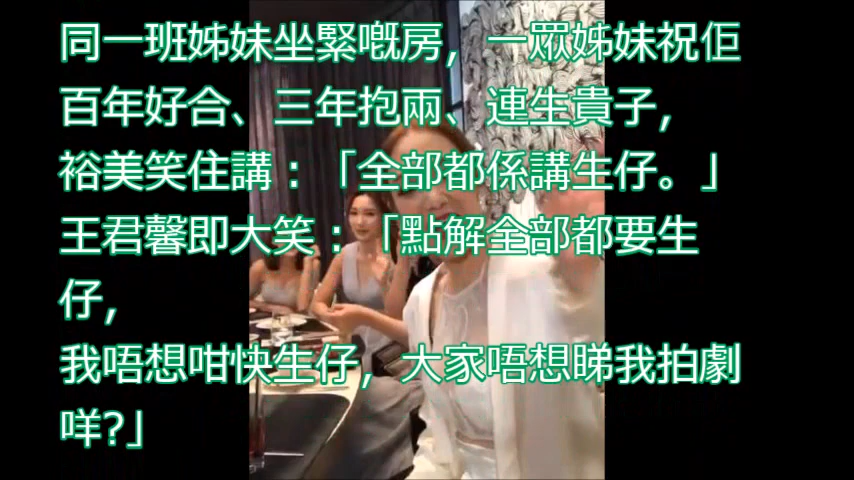 同一班姊妹坐緊嘅房，一眾姊妹祝佢
百年好合、三年抱兩、連生貴子，
裕美笑住講：「全部都係講生仔。」
王君馨即大笑：「點解全部都要生
仔，
我唔想咁快生仔，大家唔想睇我拍劇
咩?」